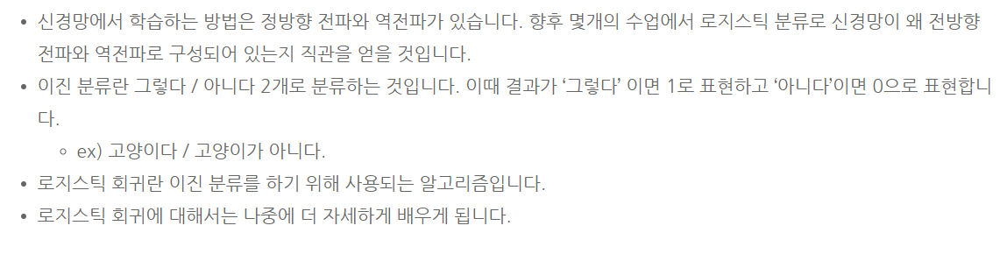 • 신경망에서 학습하는 방법은 정방향 전파와 역전파가 있습니다. 향후 몇개의 수업에서 로지스틱 분류로 신경망이 왜 전방향
전파와 역전파로 구성되어 있는지 직관을 얻을 것입니다.
• 이진 분류란 그렇다 / 아니다 2개로 분류하는 것입니다. 이때 결과가 ‘그렇다’ 이면 1로 표현하고 ‘아니다’이면 0으로 표현합니
다.
◦ ex) 고양이다 / 고양이가 아니다.
• 로지스틱 회귀란 이진 분류를 하기 위해 사용되는 알고리즘입니다.
• 로지스틱 회귀에 대해서는 나중에 더 자세하게 배우게 됩니다.